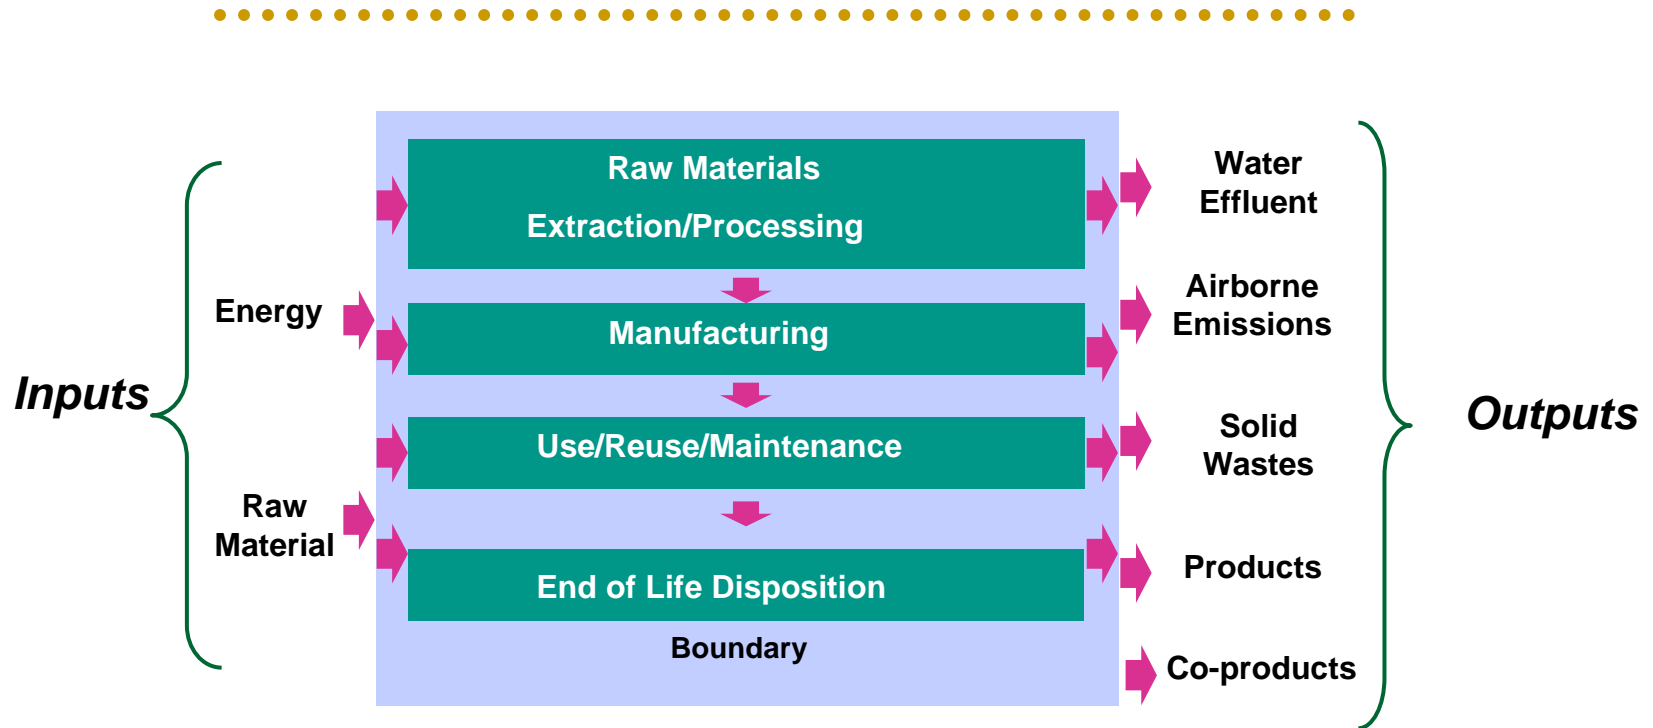 Inputs
Energy
Raw
Material
Raw Materials
Extraction/Processing
Manufacturing
Use/Reuse/Maintenance
End of Life Disposition
Boundary
Water
Effluent
Airborne
Emissions
Solid
Wastes
Products
Co-products
Outputs